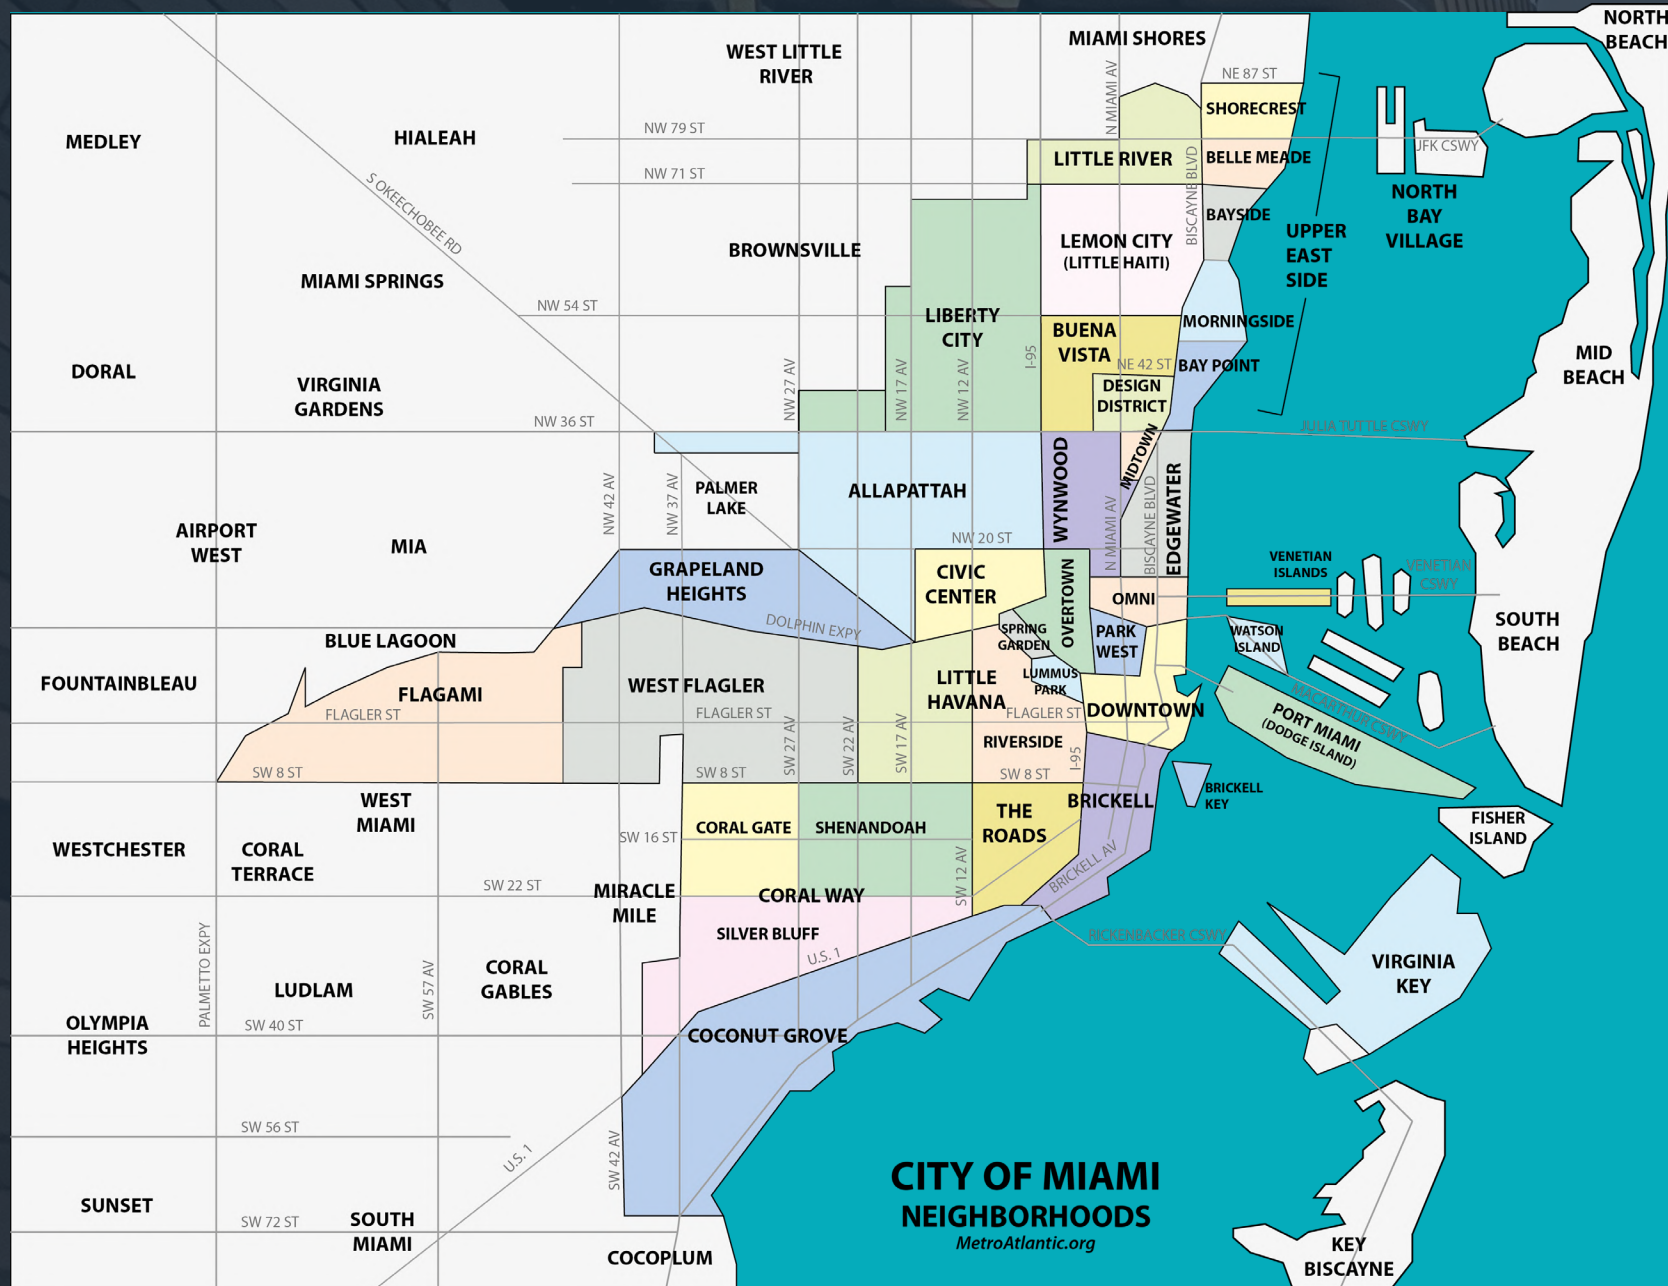 NORTH
BEACH
MIAMI SHORES
WEST LITTLE
RIVER
NE 87 ST
N MIAMI AV
SHORECREST
MEDLEY
HIALEAH
NW 79 ST
JFK CSWY
LITTLE RIVER
BELLE MEADE
NW 71 ST
S OKEECHOBEE RD
BISCAYNE BLVD
NORTH
BAY
VILLAGE
BAYSIDE
UPPER
EAST
SIDE
BROWNSVILLE
LEMON CITY
(LITTLE HAITI)
MIAMI SPRINGS
NW 54 ST
LIBERTY
CITY
BUENA
VISTA
MORNINGSIDE
I-95
NE 42 ST
BAY POINT
MID
BEACH
DORAL
VIRGINIA
GARDENS
NW 27 AV
NW 17 AV
NW 12 AV
DESIGN
DISTRICT
NW 36 ST
JULIA TUTTLE CSWY
WYNWOOD
MIDTOWN
EDGEWATER
NW 42 AV
NW 37 AV
PALMER
LAKE
ALLAPATTAH
N MIAMI AV
BISCAYNE BLVD
AIRPORT
WEST
MIA
NW 20 ST
GRAPELAND
HEIGHTS
CIVIC
CENTER
OVERTOWN
VENETIAN
ISLANDS
VENETIAN
CSWY
OMNI
DOLPHIN EXPY
SPRING
GARDEN
PARK
WEST
WATSON
ISLAND
SOUTH
BEACH
BLUE LAGOON
FOUNTAINBLEAU
FLAGAMI
WEST FLAGLER
LITTLE
HAVANA
LUMMUS
PARK
FLAGLER ST
FLAGLER ST
FLAGLER ST
DOWNTOWN
MACARTHUR CSWY
PORT MIAMI
(DODGE ISLAND)
SW 27 AV
SW 22 AV
SW 17 AV
RIVERSIDE
I-95
SW 8 ST
SW 8 ST
SW 8 ST
BRICKELL
KEY
WEST
MIAMI
BRICKELL
THE
ROADS
CORAL GATE
SHENANDOAH
FISHER
ISLAND
SW 16 ST
WESTCHESTER
CORAL
TERRACE
SW 12 AV
BRICKELL AV
SW 22 ST
MIRACLE
MILE
CORAL WAY
SILVER BLUFF
RICKENBACKER CSWY
U.S. 1
PALMETTO EXPY
SW 57 AV
LUDLAM
CORAL
GABLES
VIRGINIA
KEY
OLYMPIA
HEIGHTS
SW 40 ST
COCONUT GROVE
SW 56 ST
U.S. 1
SW 42 AV
CITY OF MIAMI
NEIGHBORHOODS
MetroAtlantic.org
SUNSET
SW 72 ST
SOUTH
MIAMI
COCOPLUM
KEY
BISCAYNE